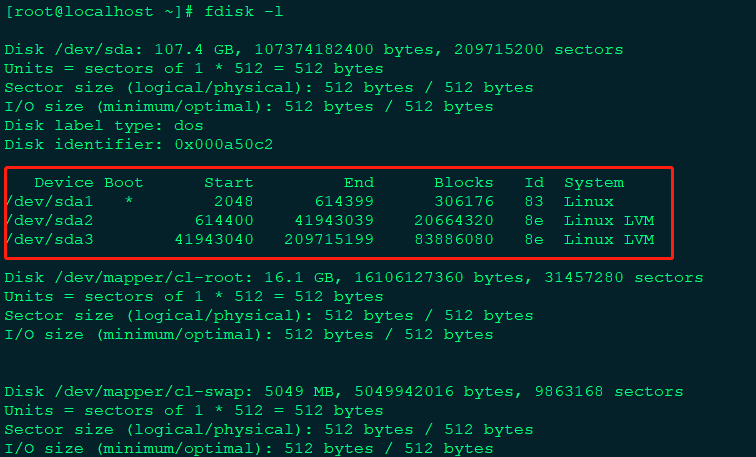 [root@localhost ~]# fdisk -l
Disk /dev/sda: 107.4 GB, 107374182400 bytes, 209715200 sectors
Units = sectors of 1 * 512 = 512 bytes
Sector size (logical/physical): 512 bytes / 512 bytes
I/O size (minimum/optimal): 512 bytes / 512 bytes
Disk label type: dos
Disk identifier: 0x000a50c2
Device Boot Start End Blocks Id System
/dev/sda1 * 2048 614399 306176 83 Linux
/dev/sda2 614400 41943039 20664320 8e Linux LVM
/dev/sda3 41943040 209715199 83886080 8e Linux LVM
Disk /dev/mapper/cl-root: 16.1 GB, 16106127360 bytes, 31457280 sectors
Units = sectors of 1 * 512 = 512 bytes
Sector size (logical/physical): 512 bytes / 512 bytes
I/O size (minimum/optimal): 512 bytes / 512 bytes
Disk /dev/mapper/cl-swap: 5049 MB, 5049942016 bytes, 9863168 sectors
Units = sectors of 1 * 512 = 512 bytes
Sector size (logical/physical): 512 bytes / 512 bytes
I/O size (minimum/optimal): 512 bytes / 512 bytes